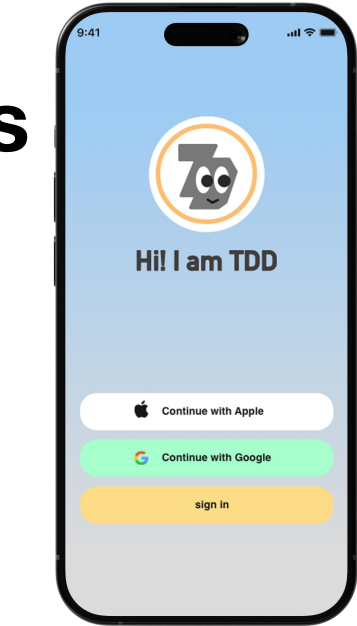 s
9:41
Hi! I am TDD
Continue with Apple
Continue with Google
sign in